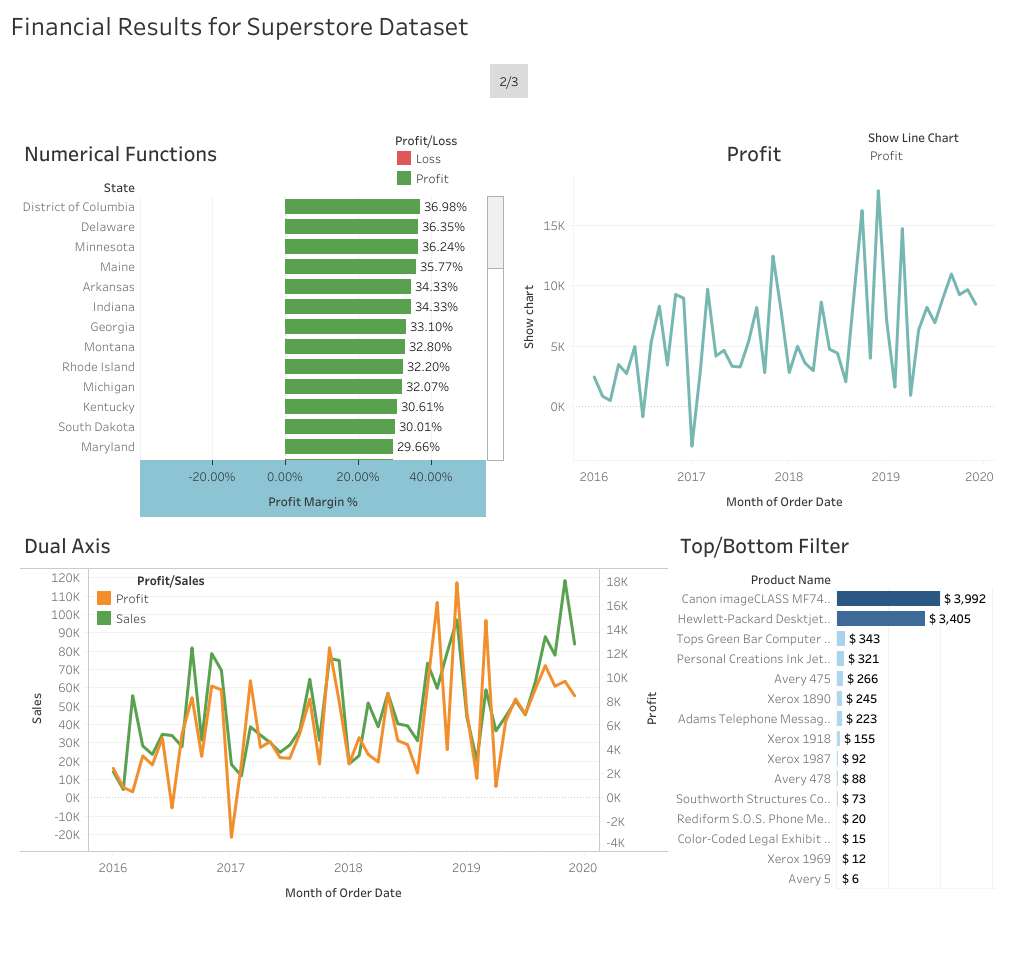 Financial Results for Superstore Dataset
2/3
Numerical Functions
Profit/Loss
Loss
Profit
State
District of Columbia 36.98%
Delaware 36.35%
Minnesota 36.24%
Maine 35.77%
Arkansas 34.33%
Indiana 34.33%
Georgia 33.10%
Montana 32.80%
Rhode Island 32.20%
Michigan 32.07%
Kentucky 30.61%
South Dakota 30.01%
Maryland 29.66%
-20.00% 0.00% 20.00% 40.00%
Profit Margin %
Profit
Show Line Chart
Profit
Show chart
15K
10K
5K
0K
2016 2017 2018 2019 2020
Month of Order Date
Dual Axis
Profit/Sales
Profit
Sales
Sales
120K
110K
100K
90K
80K
70K
60K
50K
40K
30K
20K
10K
0K
-10K
-20K
18K
16K
14K
12K
10K
8K
6K
4K
2K
0K
-2K
-4K
Profit
2016 2017 2018 2019 2020
Month of Order Date
Top/Bottom Filter
Product Name
Canon imageCLASS MF74.. $ 3,992
Hewlett-Packard Desktjet.. $ 3,405
Tops Green Bar Computer .. $ 343
Personal Creations Ink Jet.. $ 321
Avery 475 $ 266
Xerox 1890 $ 245
Adams Telephone Messag.. $ 223
Xerox 1918 $ 155
Xerox 1987 $ 92
Avery 478 $ 88
Southworth Structures Co.. $ 73
Rediform S.O.S. Phone Me.. $ 20
Color-Coded Legal Exhibit .. $ 15
Xerox 1969 $ 12
Avery 5 $ 6